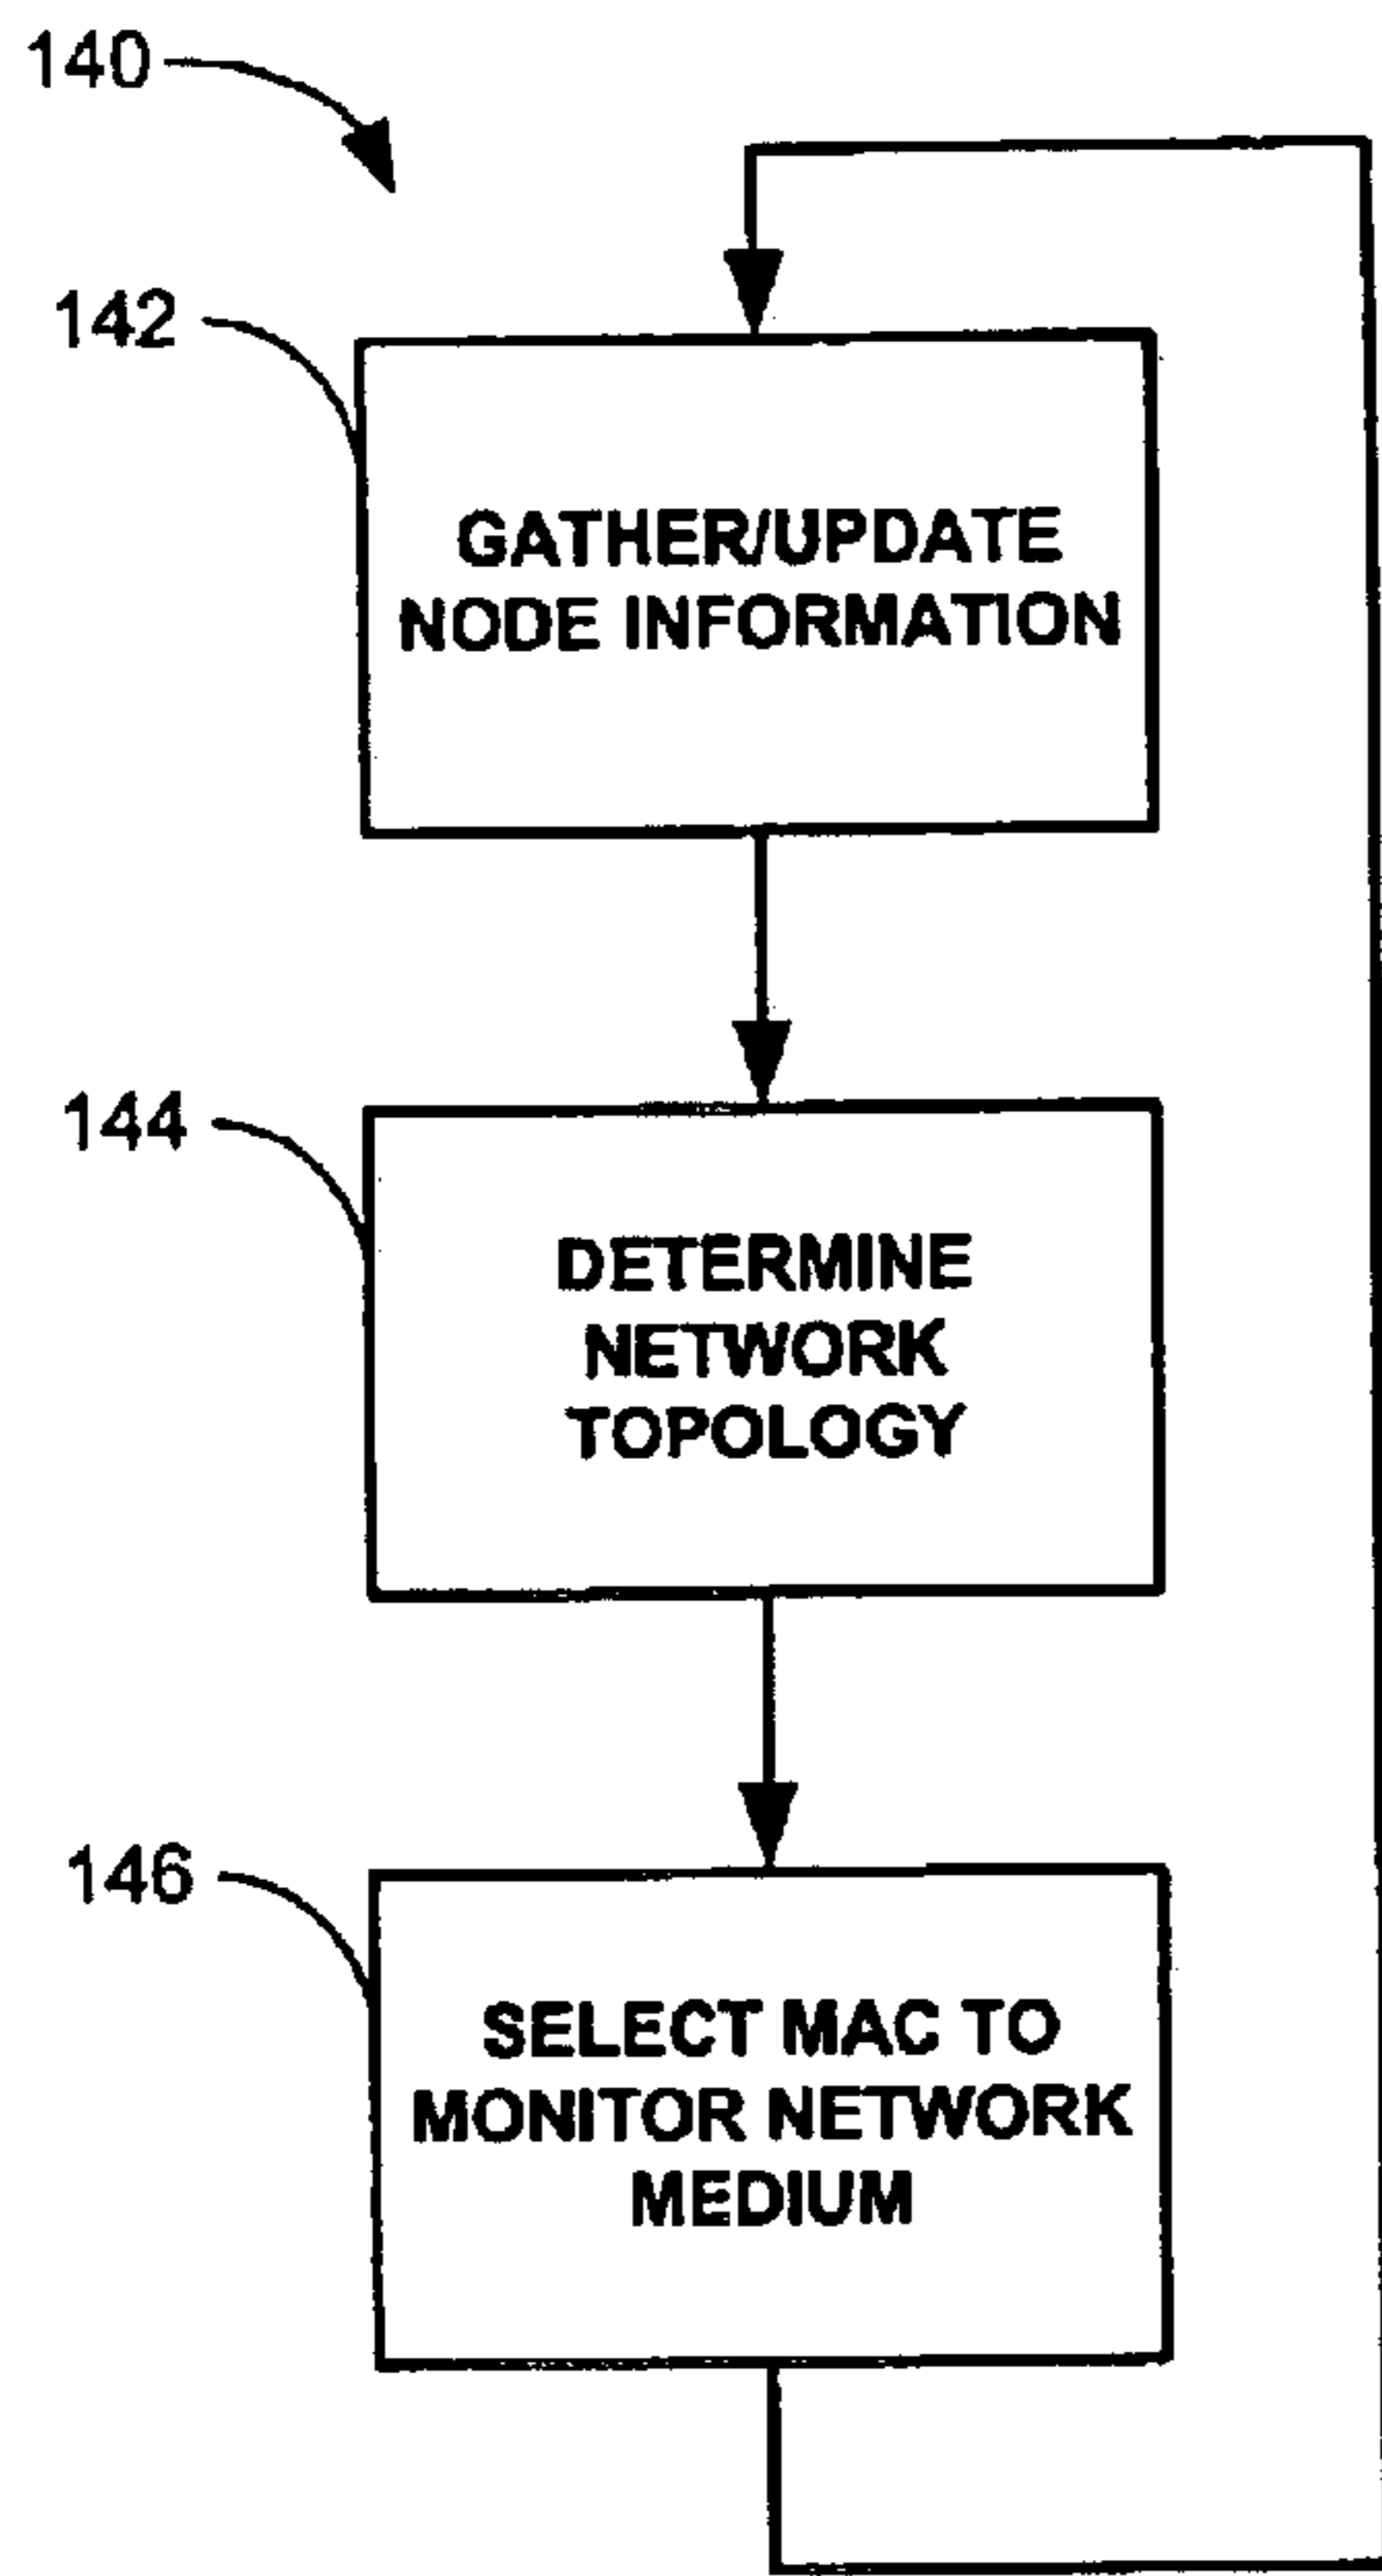 140
142
GATHER/UPDATE
NODE INFORMATION
144
DETERMINE
NETWORK
TOPOLOGY
146
SELECT MAC TO
MONITOR NETWORK
MEDIUM